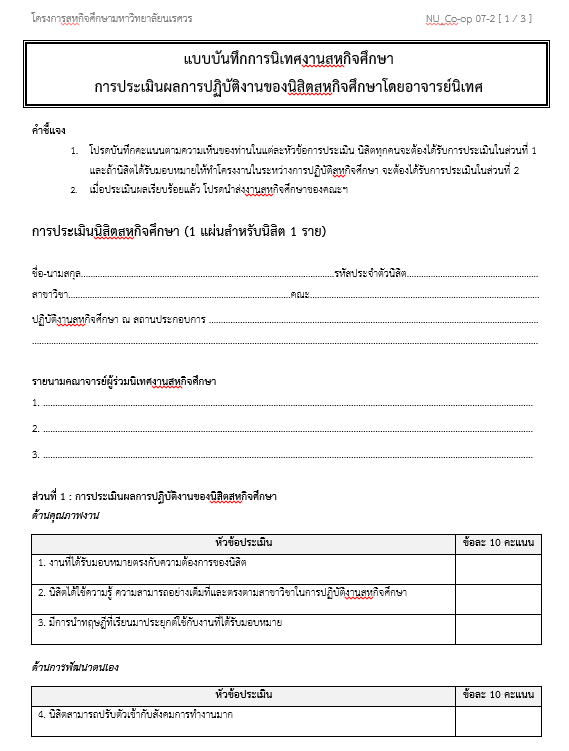 โครงการสหกิจศึกษามหาวิทยาลัยนเรศวร
NU_Co-op 07-2 [ 1 / 3 ]
แบบบันทึกการนิเทศงานสหกิจศึกษา
การประเมินผลการปฏิบัติงานของนิสิตสหกิจศึกษาโดยอาจารย์นิเทศ
คำชี้แจง
1. โปรดบันทึกคะแนนตามความเห็นของท่านในแต่ละหัวข้อการประเมิน นิสิตทุกคนจะต้องได้รับการประเมินในส่วนที่ 1
และถ้านิสิตได้รับมอบหมายให้ทำโครงงานในระหว่างการปฏิบัติสหกิจศึกษา จะต้องได้รับการประเมินในส่วนที่ 2
2. เมื่อประเมินผลเรียบร้อยแล้ว โปรดนำส่งงานสหกิจศึกษาของคณะฯ
การประเมินนิสิตสหกิจศึกษา (1 แผ่นสำหรับนิสิต 1 ราย)
ชื่อ-นามสกุล....................รหัสประจำตัวนิสิต....................
สาขาวิชา....................คณะ....................
ปฏิบัติงานสหกิจศึกษา ณ สถานประกอบการ ....................
....................
รายนามคณาจารย์ผู้ร่วมนิเทศงานสหกิจศึกษา
1. ....................
2. ....................
3. ....................
ส่วนที่ 1 : การประเมินผลการปฏิบัติงานของนิสิตสหกิจศึกษา
ด้านคุณภาพงาน
หัวข้อประเมิน ข้อละ 10 คะแนน
1. งานที่ได้รับมอบหมายตรงกับความต้องการของนิสิต
2. นิสิตได้ใช้ความรู้ ความสามารถอย่างเต็มที่และตรงตามสาขาวิชาในการปฏิบัติงานสหกิจศึกษา
3. มีการนำทฤษฎีที่เรียนมาประยุกต์ใช้กับงานที่ได้รับมอบหมาย
ด้านการพัฒนาตนเอง
หัวข้อประเมิน ข้อละ 10 คะแนน
4. นิสิตสามารถปรับตัวเข้ากับสังคมการทำงานมาก